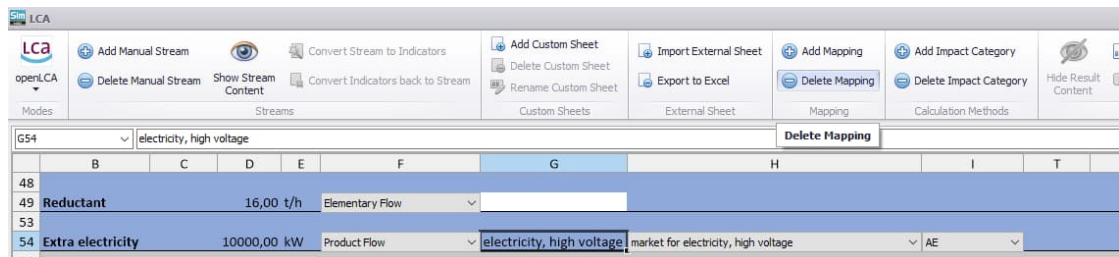 Sim LCA
LCA Add Manual Stream Convert Stream to Indicators Add Custom Sheet Import External Sheet Add Mapping Add Impact Category
Delete Custom Sheet
openLCA Delete Manual Stream Show Stream Content Convert Indicators back to Stream Rename Custom Sheet Export to Excel Delete Mapping Delete Impact Category Hide Result Content
Modes Streams Custom Sheets External Sheet Mapping Calculation Methods
G54 electricity, high voltage Delete Mapping
B C D E F G H I T
48
49 Reductant 16,00 t/h Elementary Flow
53
54 Extra electricity 10000,00 kW Product Flow electricity, high voltage market for electricity, high voltage AE